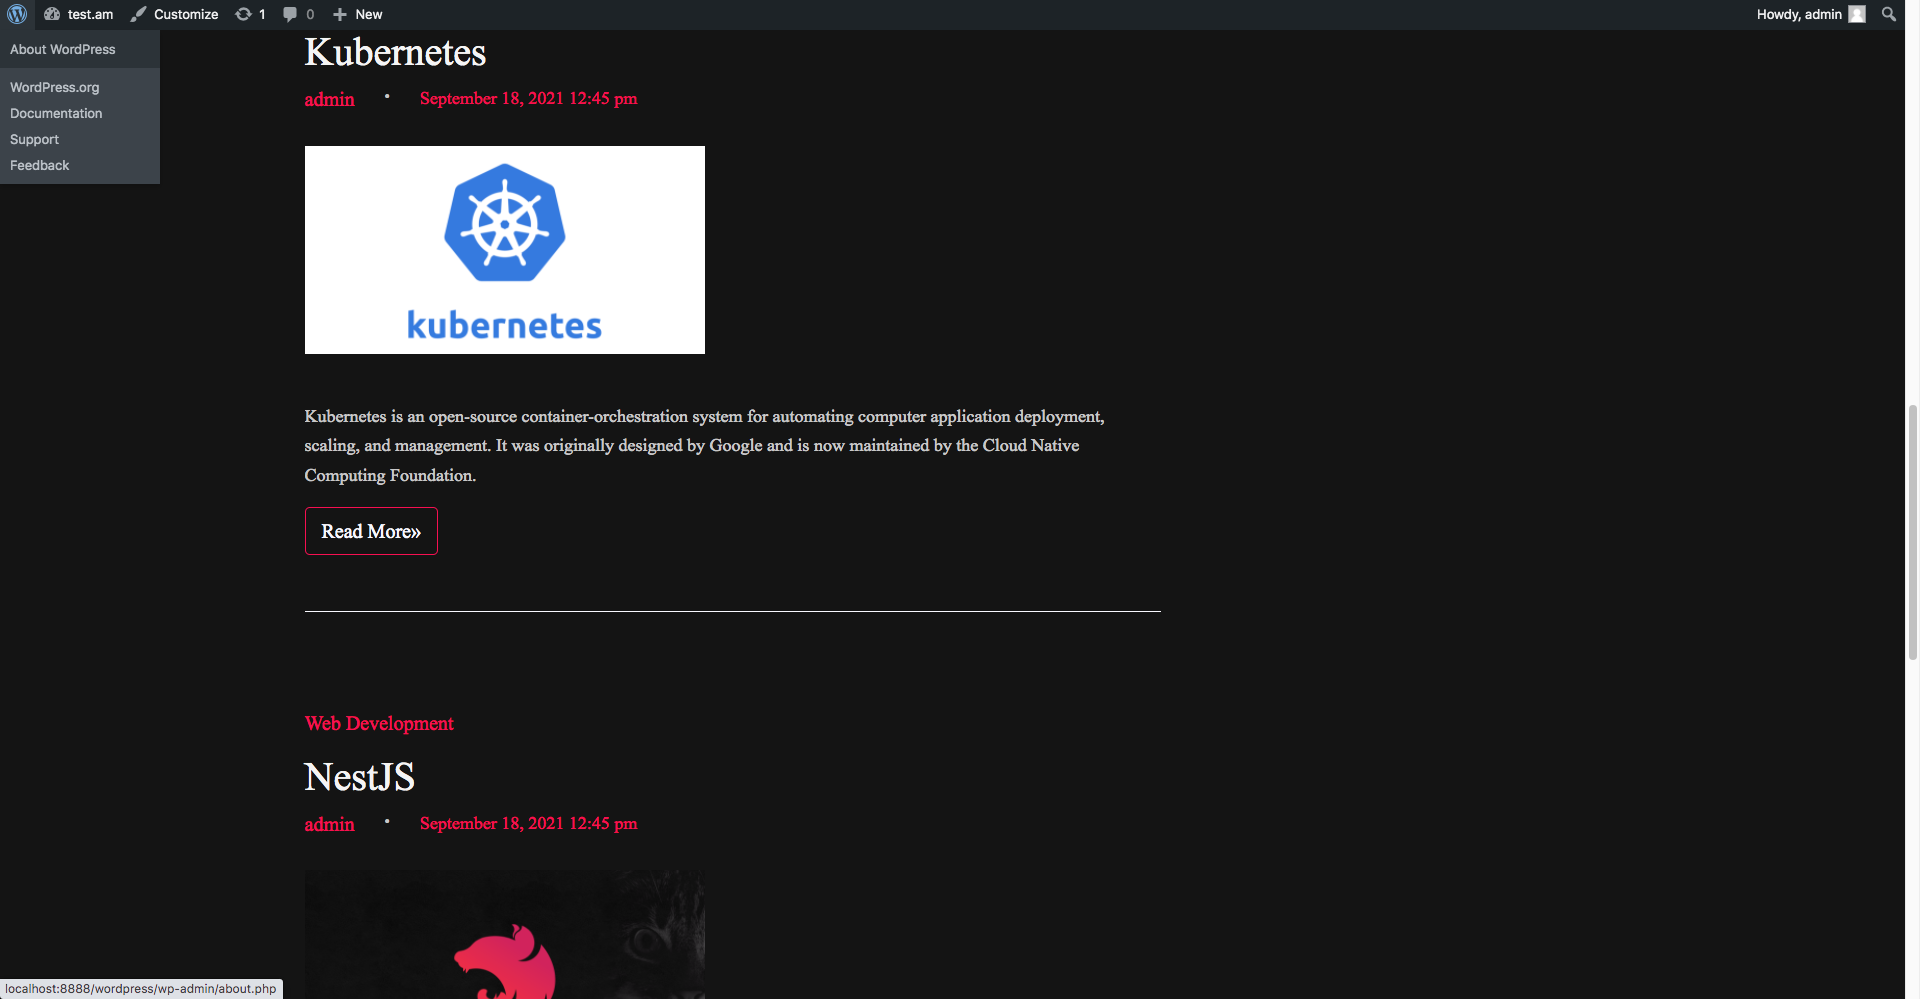 test.am Customize 1 0 New Howdy, admin
About WordPress
WordPress.org
Documentation
Support
Feedback
Kubernetes
admin • September 18, 2021 12:45 pm
kubernetes
Kubernetes is an open-source container-orchestration system for automating computer application deployment,
scaling, and management. It was originally designed by Google and is now maintained by the Cloud Native
Computing Foundation.
Read More»
Web Development
NestJS
admin • September 18, 2021 12:45 pm
localhost:8888/wordpress/wp-admin/about.php